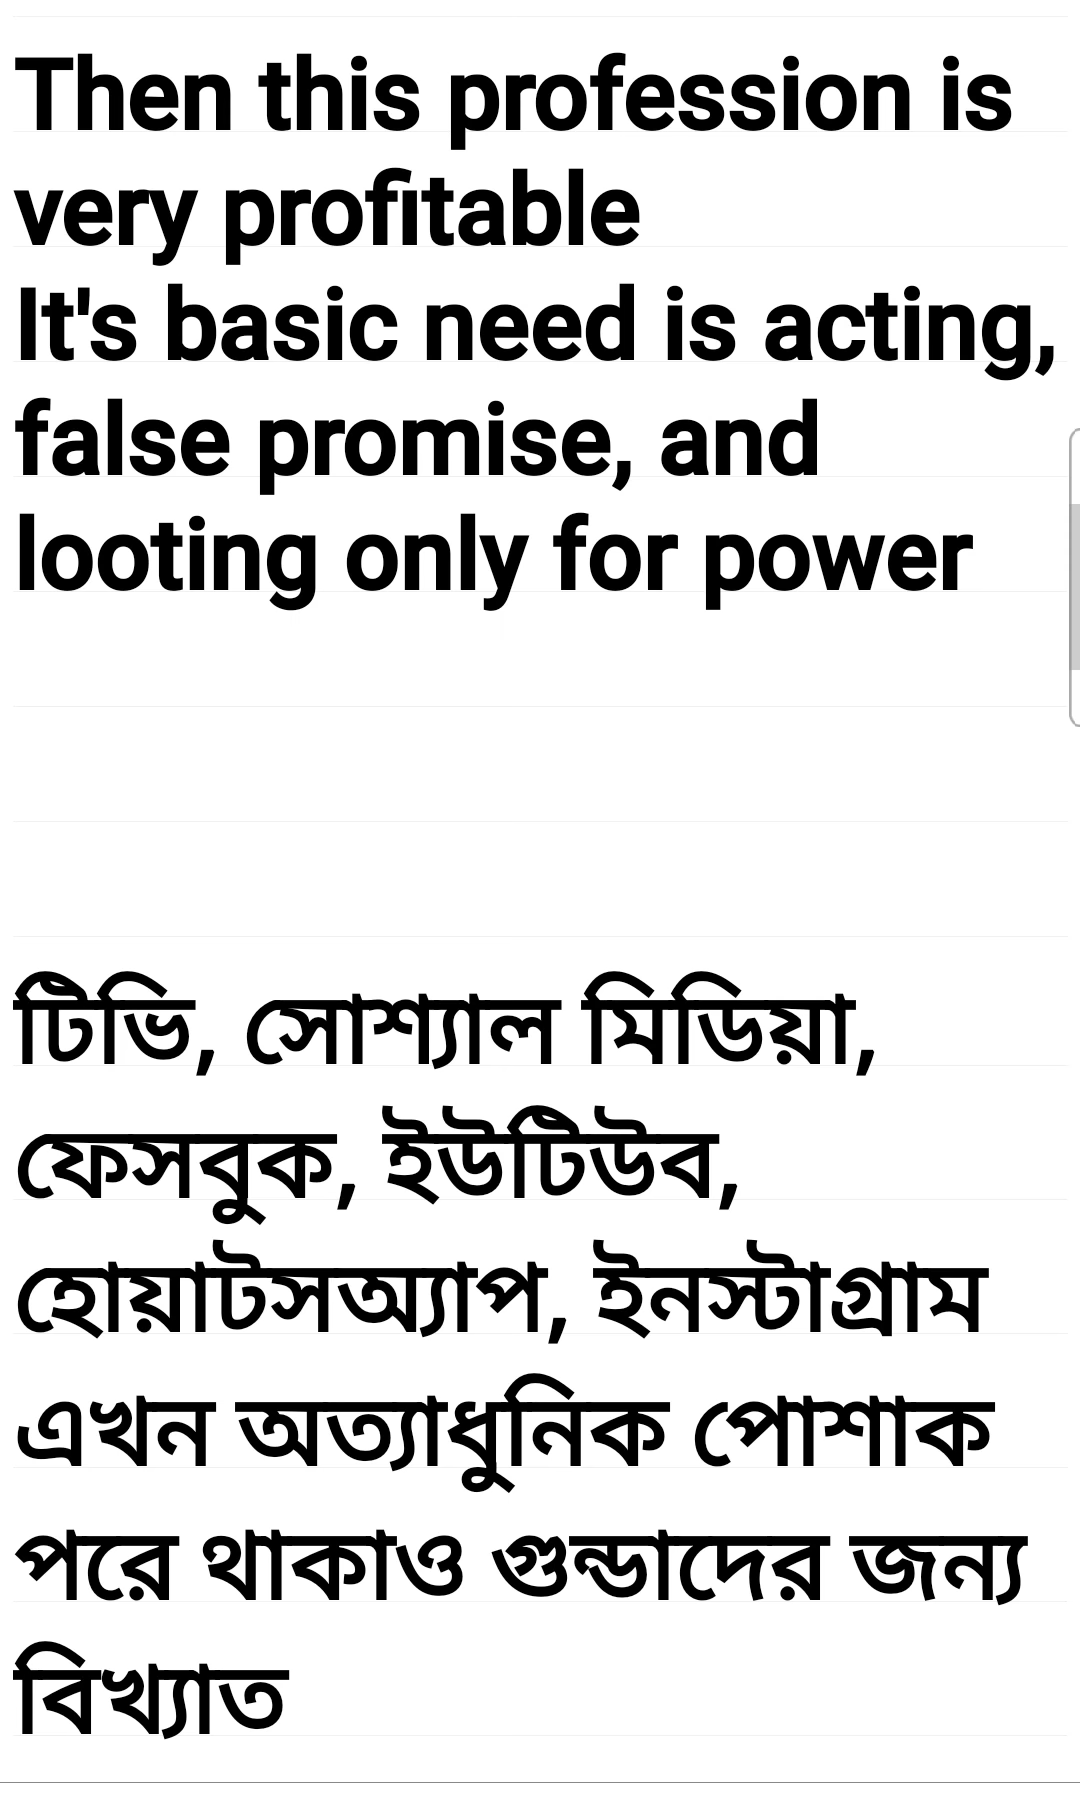 Then this profession is
very profitable
It's basic need is acting,
false promise, and
looting only for power
টিভি, সোশ্যাল মিডিয়া,
ফেসবুক, ইউটিউব,
হোয়াটসঅ্যাপ, ইনস্টাগ্রাম
এখন অত্যাধুনিক পোশাক
পরে থাকাও গুন্ডাদের জন্য
বিখ্যাত